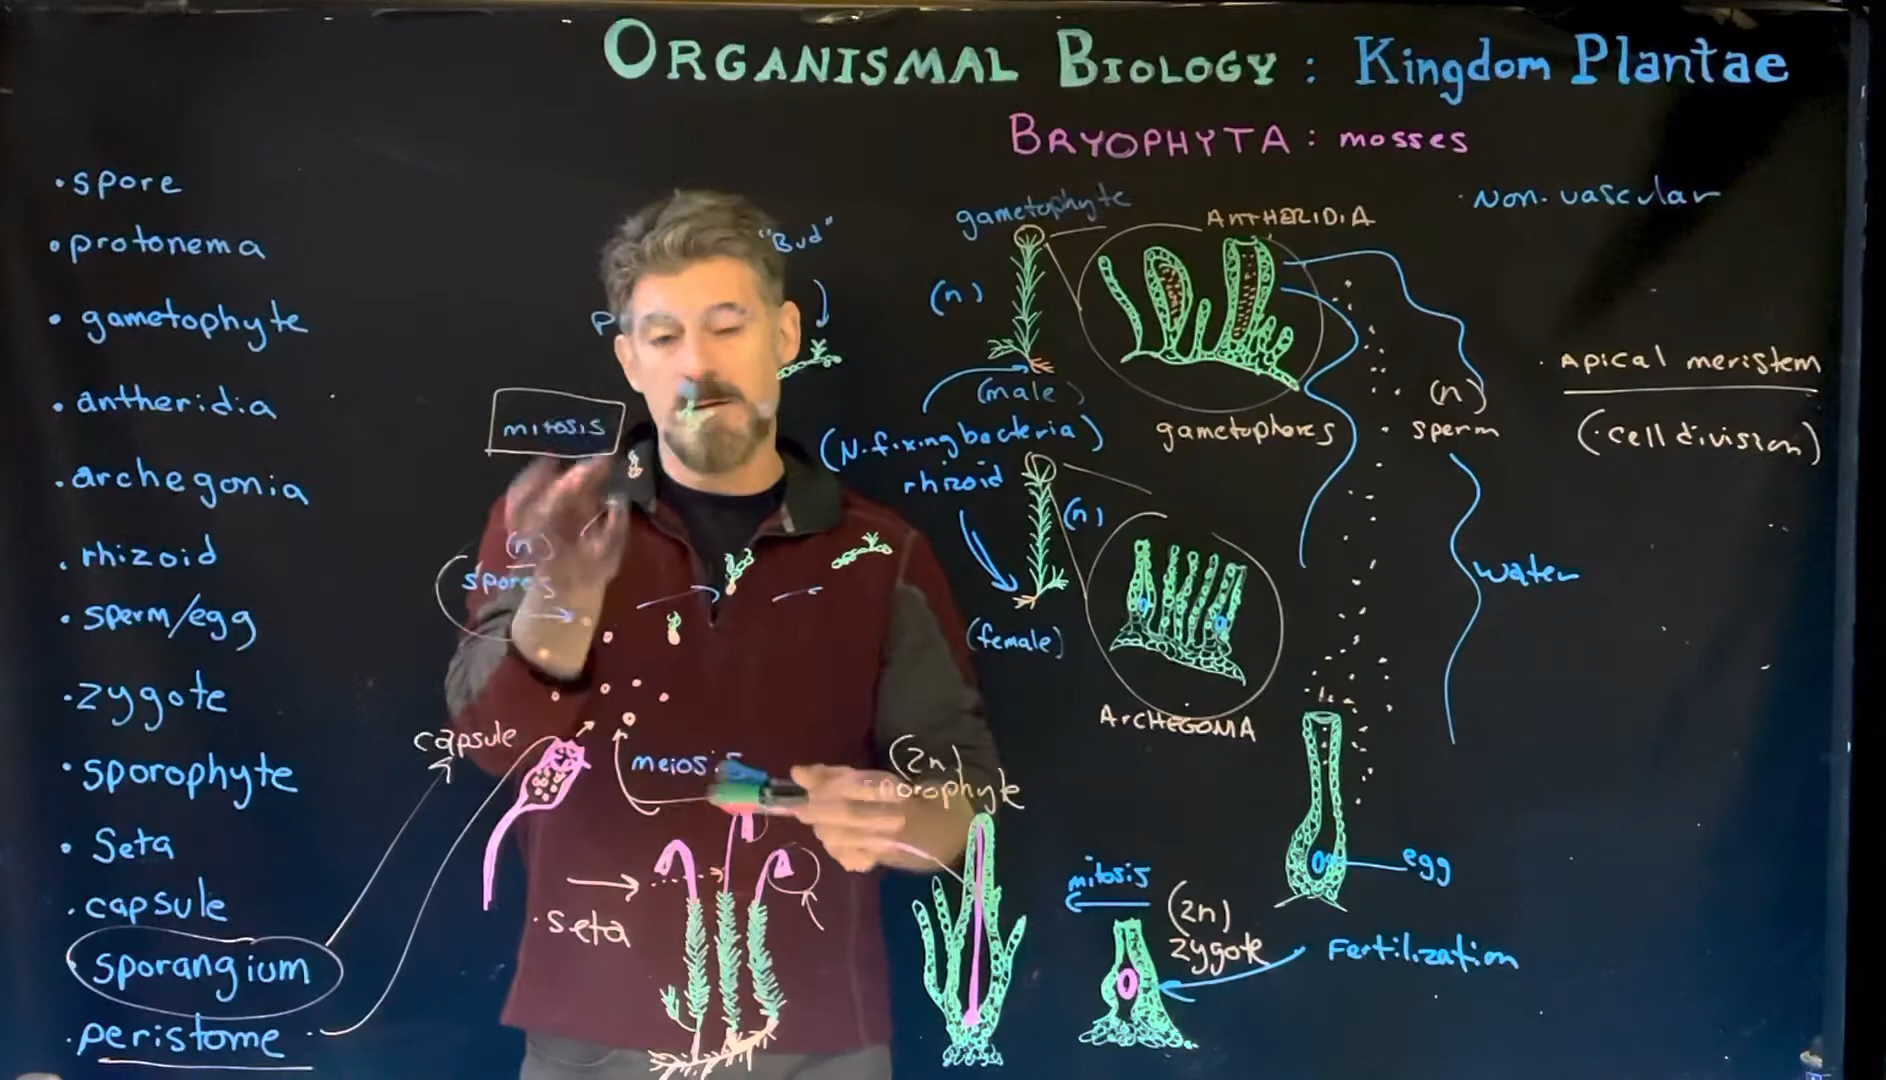 ORGANISMAL BIOLOGY : Kingdom Plantae
BRYOPHYTA : mosses
· spore
· protonema
· gametophyte
· antheridia
· archegonia
· rhizoid
· sperm/egg
· zygote
· sporophyte
· Seta
· capsule
sporangium
· peristome
"Bud"
mitosis
(n)
spores
capsule
meiosis
· seta
gametophyte
(n)
(male)
(N-fixing bacteria)
rhizoid
(n)
(female)
ANTHERIDIA
gametophores
ARCHEGONIA
(2n)
sporophyte
mitosis
(2n)
zygote
Fertilization
egg
(n)
sperm
water
· Non-vascular
· Apical meristem
(· cell division)